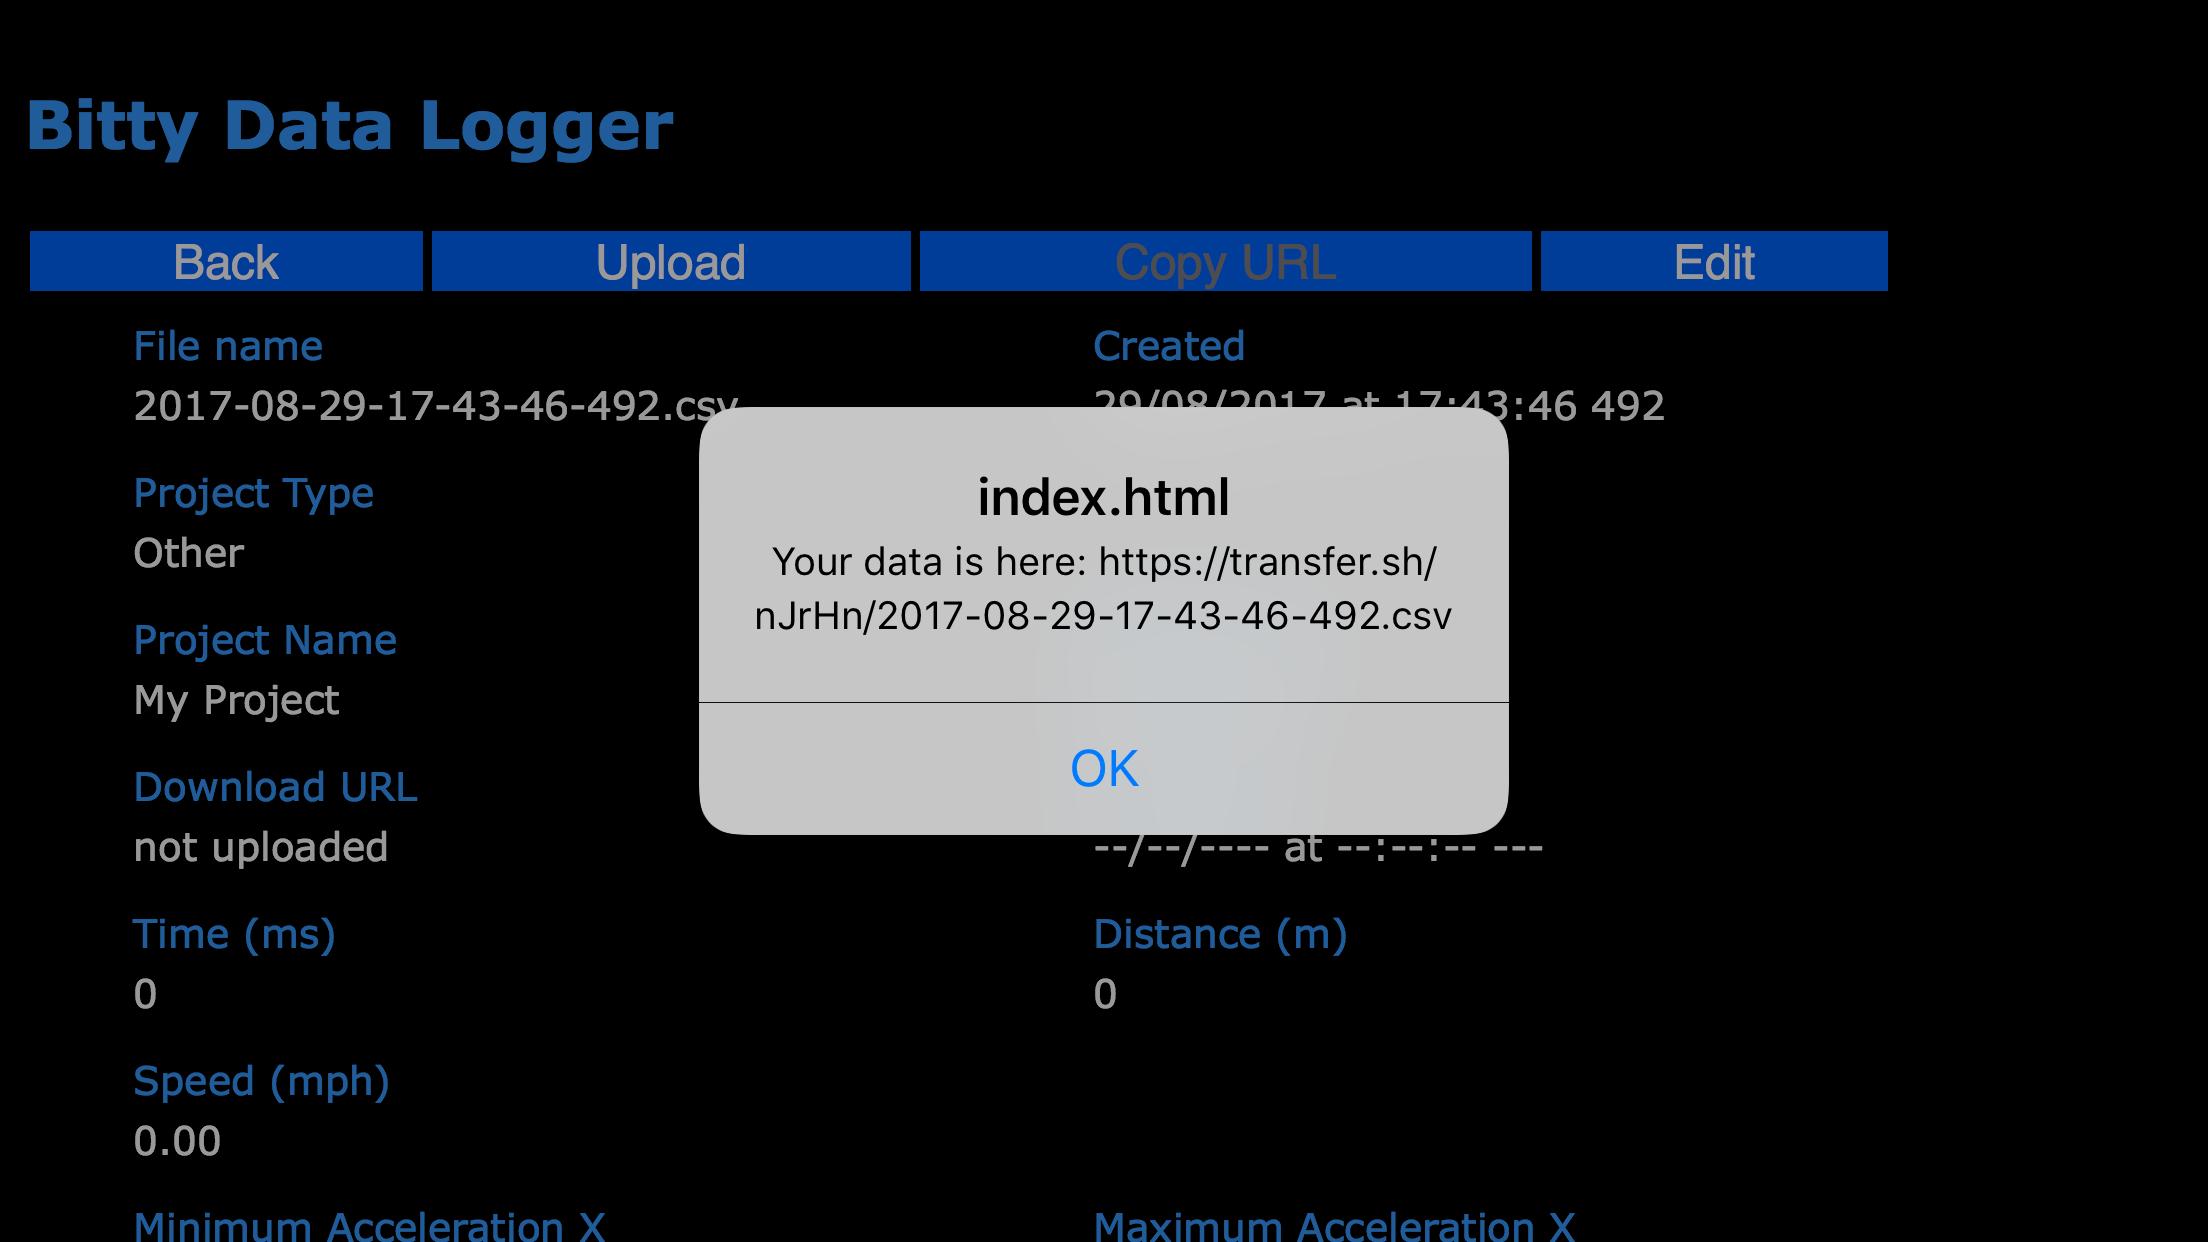 Bitty Data Logger
Back Upload Copy URL Edit
File name Created
2017-08-29-17-43-46-492.csv 29/08/2017 at 17:43:46 492
index.html
Your data is here: https://transfer.sh/
nJrHn/2017-08-29-17-43-46-492.csv
OK
Project Type
Other
Project Name
My Project
Download URL
not uploaded --/--/---- at --:--:-- ---
Time (ms) Distance (m)
0 0
Speed (mph)
0.00
Minimum Acceleration X Maximum Acceleration X